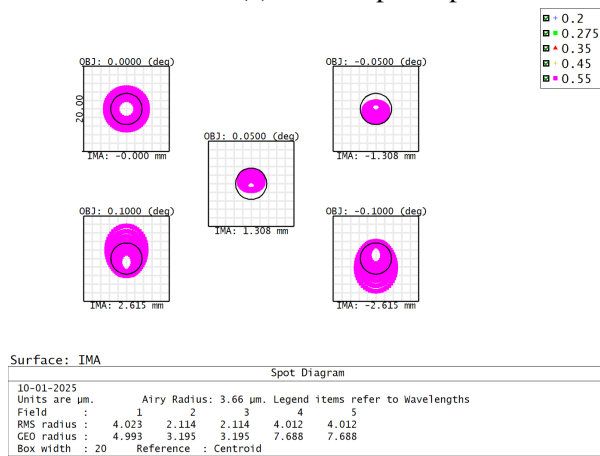 + 0.2
0.275
0.35
0.45
0.55
OBJ: 0.0000 (deg)
20.00
IMA: -0.000 mm
OBJ: -0.0500 (deg)
IMA: -1.308 mm
OBJ: 0.0500 (deg)
IMA: 1.308 mm
OBJ: 0.1000 (deg)
IMA: 2.615 mm
OBJ: -0.1000 (deg)
IMA: -2.615 mm
Surface: IMA
Spot Diagram
10-01-2025
Units are µm. Airy Radius: 3.66 µm. Legend items refer to Wavelengths
Field : 1 2 3 4 5
RMS radius : 4.023 2.114 2.114 4.012 4.012
GEO radius : 4.993 3.195 3.195 7.688 7.688
Box width : 20 Reference : Centroid